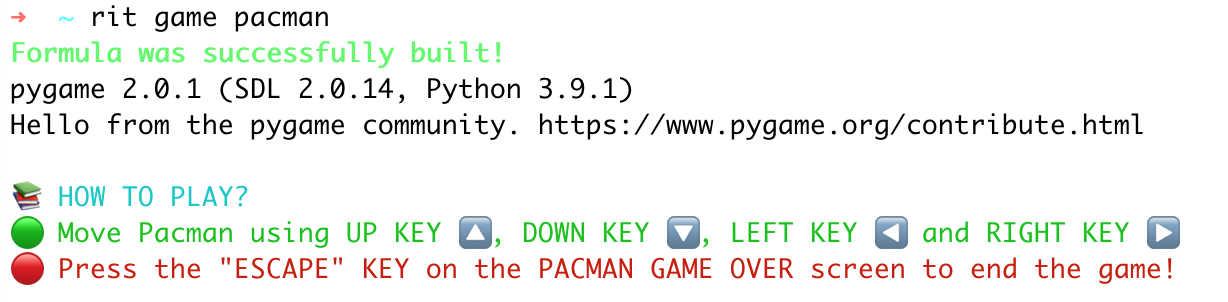 ➜  ~ rit game pacman
Formula was successfully built!
pygame 2.0.1 (SDL 2.0.14, Python 3.9.1)
Hello from the pygame community. https://www.pygame.org/contribute.html
📚 HOW TO PLAY?
🟢 Move Pacman using UP KEY 🔼, DOWN KEY 🔽, LEFT KEY ◀️ and RIGHT KEY ▶️
🔴 Press the "ESCAPE" KEY on the PACMAN GAME OVER screen to end the game!